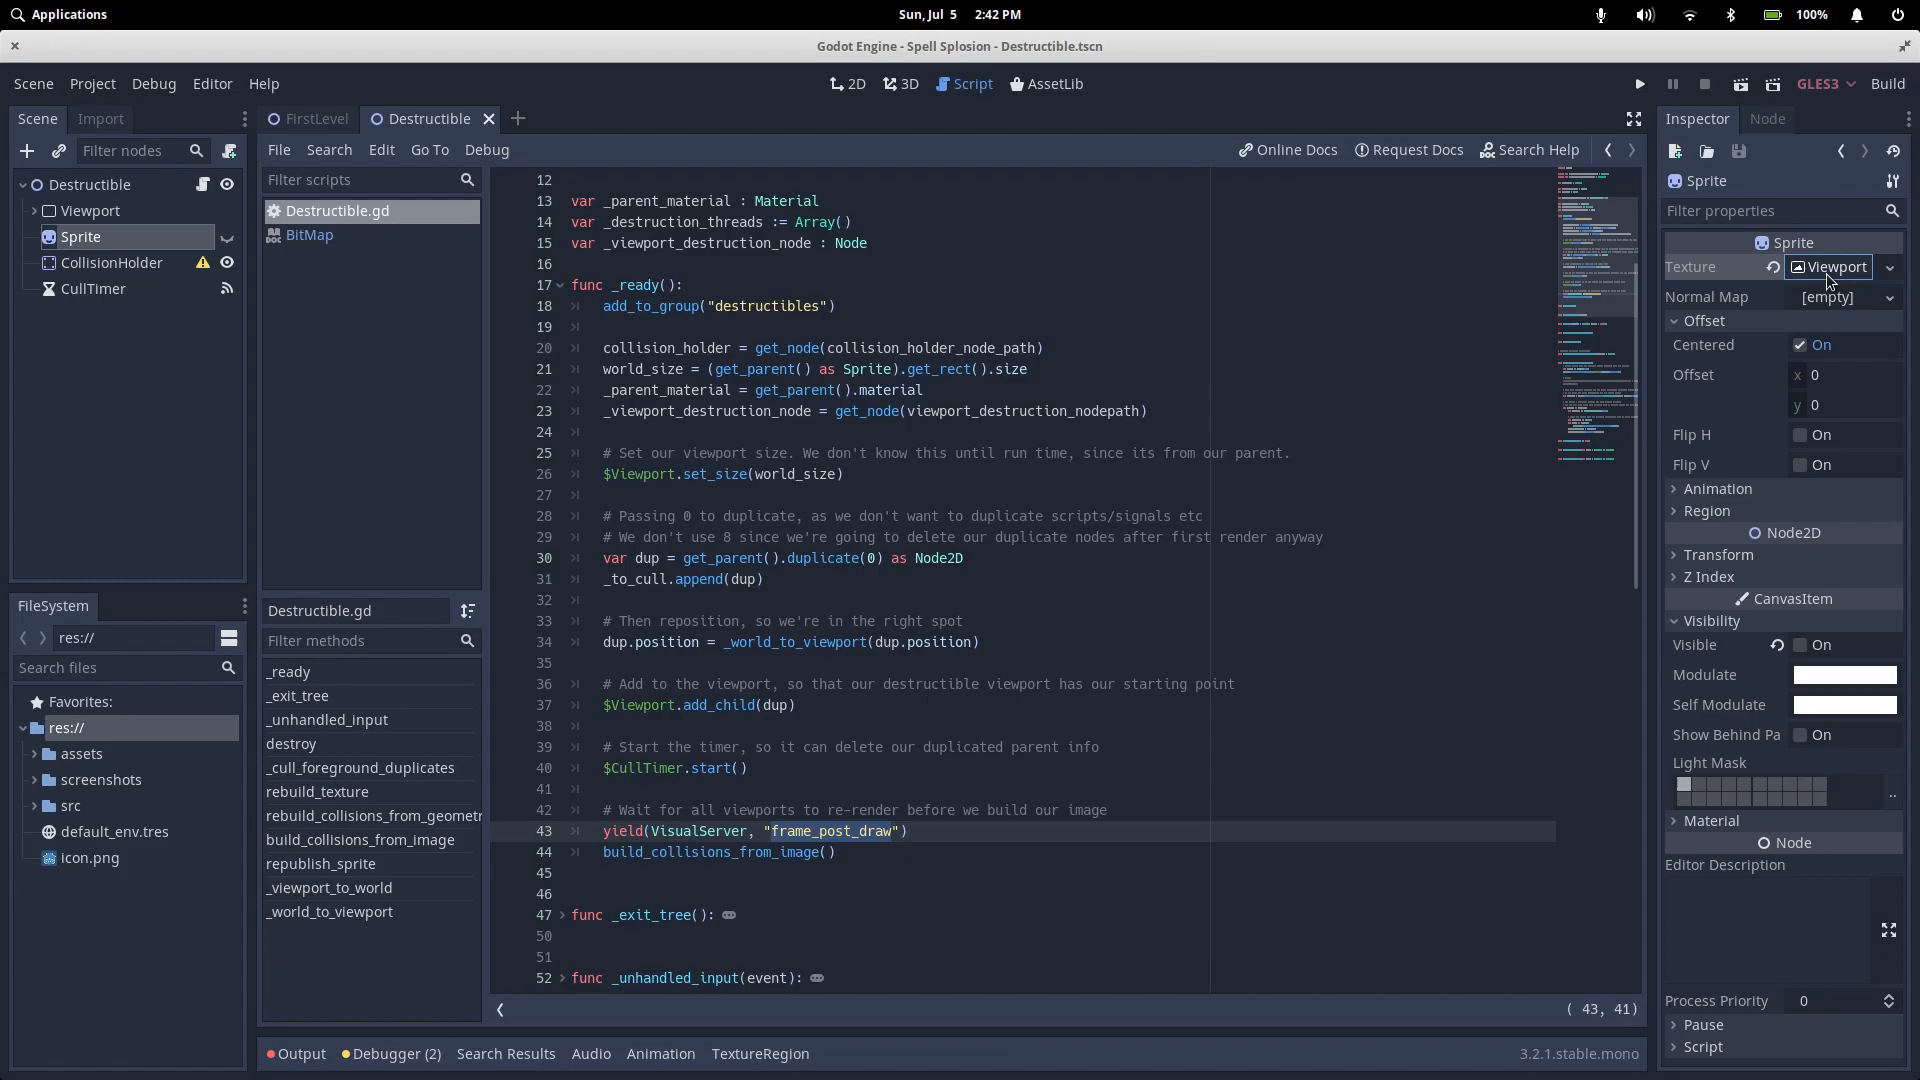 Applications
Sun, Jul 5 2:42 PM
100%
Godot Engine - Spell Splosion - Destructible.tscn
Scene Project Debug Editor Help
2D 3D Script AssetLib
GLES3 Build
Scene Import
Filter nodes
Destructible
Viewport
Sprite
CollisionHolder
CullTimer
FileSystem
res://
Search files
Favorites:
res://
assets
screenshots
src
default_env.tres
icon.png
FirstLevel Destructible
File Search Edit Go To Debug
Online Docs Request Docs Search Help
Filter scripts
Destructible.gd
BitMap
Destructible.gd
Filter methods
_ready
_exit_tree
_unhandled_input
destroy
_cull_foreground_duplicates
rebuild_texture
rebuild_collisions_from_geometr
build_collisions_from_image
republish_sprite
_viewport_to_world
_world_to_viewport
12
13 var _parent_material : Material
14 var _destruction_threads := Array()
15 var _viewport_destruction_node : Node
16
17 func _ready():
18 add_to_group("destructibles")
19
20 collision_holder = get_node(collision_holder_node_path)
21 world_size = (get_parent() as Sprite).get_rect().size
22 _parent_material = get_parent().material
23 _viewport_destruction_node = get_node(viewport_destruction_nodepath)
24
25 # Set our viewport size. We don't know this until run time, since its from our parent.
26 $Viewport.set_size(world_size)
27
28 # Passing 0 to duplicate, as we don't want to duplicate scripts/signals etc
29 # We don't use 8 since we're going to delete our duplicate nodes after first render anyway
30 var dup = get_parent().duplicate(0) as Node2D
31 _to_cull.append(dup)
32
33 # Then reposition, so we're in the right spot
34 dup.position = _world_to_viewport(dup.position)
35
36 # Add to the viewport, so that our destructible viewport has our starting point
37 $Viewport.add_child(dup)
38
39 # Start the timer, so it can delete our duplicated parent info
40 $CullTimer.start()
41
42 # Wait for all viewports to re-render before we build our image
43 yield(VisualServer, "frame_post_draw")
44 build_collisions_from_image()
45
46
47 func _exit_tree():
50
51
52 func _unhandled_input(event):
( 43, 41)
Output Debugger (2) Search Results Audio Animation TextureRegion
3.2.1.stable.mono
Inspector Node
Sprite
Filter properties
Sprite
Texture Viewport
Normal Map [empty]
Offset
Centered On
Offset x 0
y 0
Flip H On
Flip V On
Animation
Region
Node2D
Transform
Z Index
CanvasItem
Visibility
Visible On
Modulate
Self Modulate
Show Behind Pa On
Light Mask
..
Material
Node
Editor Description
Process Priority 0
Pause
Script